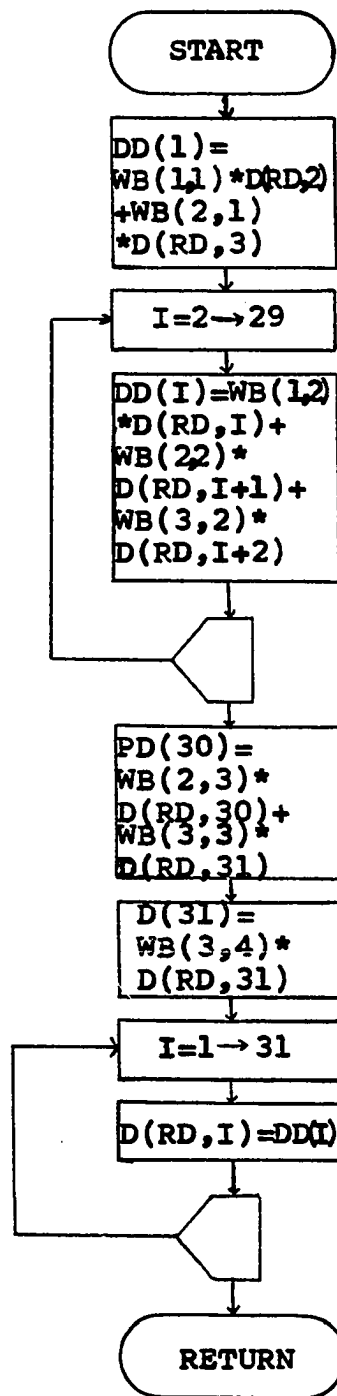 START
DD(1)=
WB(1,1)*D(RD,2)
+WB(2,1)
*D(RD,3)
I=2→29
DD(I)=WB(1,2)
*D(RD,I)+
WB(2,2)*
D(RD,I+1)+
WB(3,2)*
D(RD,I+2)
PD(30)=
WB(2,3)*
D(RD,30)+
WB(3,3)*
D(RD,31)
D(31)=
WB(3,4)*
D(RD,31)
I=1→31
D(RD,I)=DD(I)
RETURN